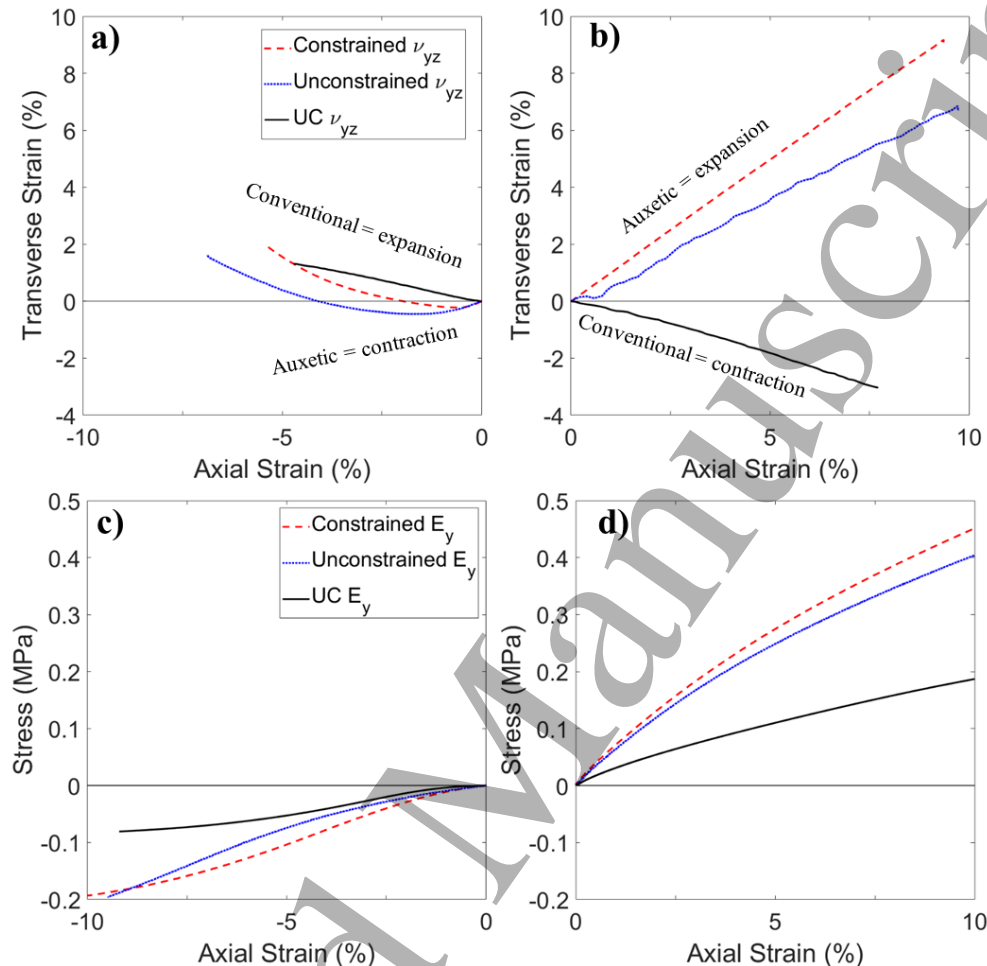 a)
Constrained ν_yz
Unconstrained ν_yz
UC ν_yz
Conventional = expansion
Auxetic = contraction
Transverse Strain (%)
10
8
6
4
2
0
-2
-4
-10
-5
0
Axial Strain (%)
b)
Auxetic = expansion
Conventional = contraction
Transverse Strain (%)
10
8
6
4
2
0
-2
-4
0
5
10
Axial Strain (%)
c)
Constrained E_y
Unconstrained E_y
UC E_y
Stress (MPa)
0.5
0.4
0.3
0.2
0.1
0
-0.1
-0.2
-10
-5
0
Axial Strain (%)
d)
Stress (MPa)
0.5
0.4
0.3
0.2
0.1
0
-0.1
-0.2
0
5
10
Axial Strain (%)
d Manuscri